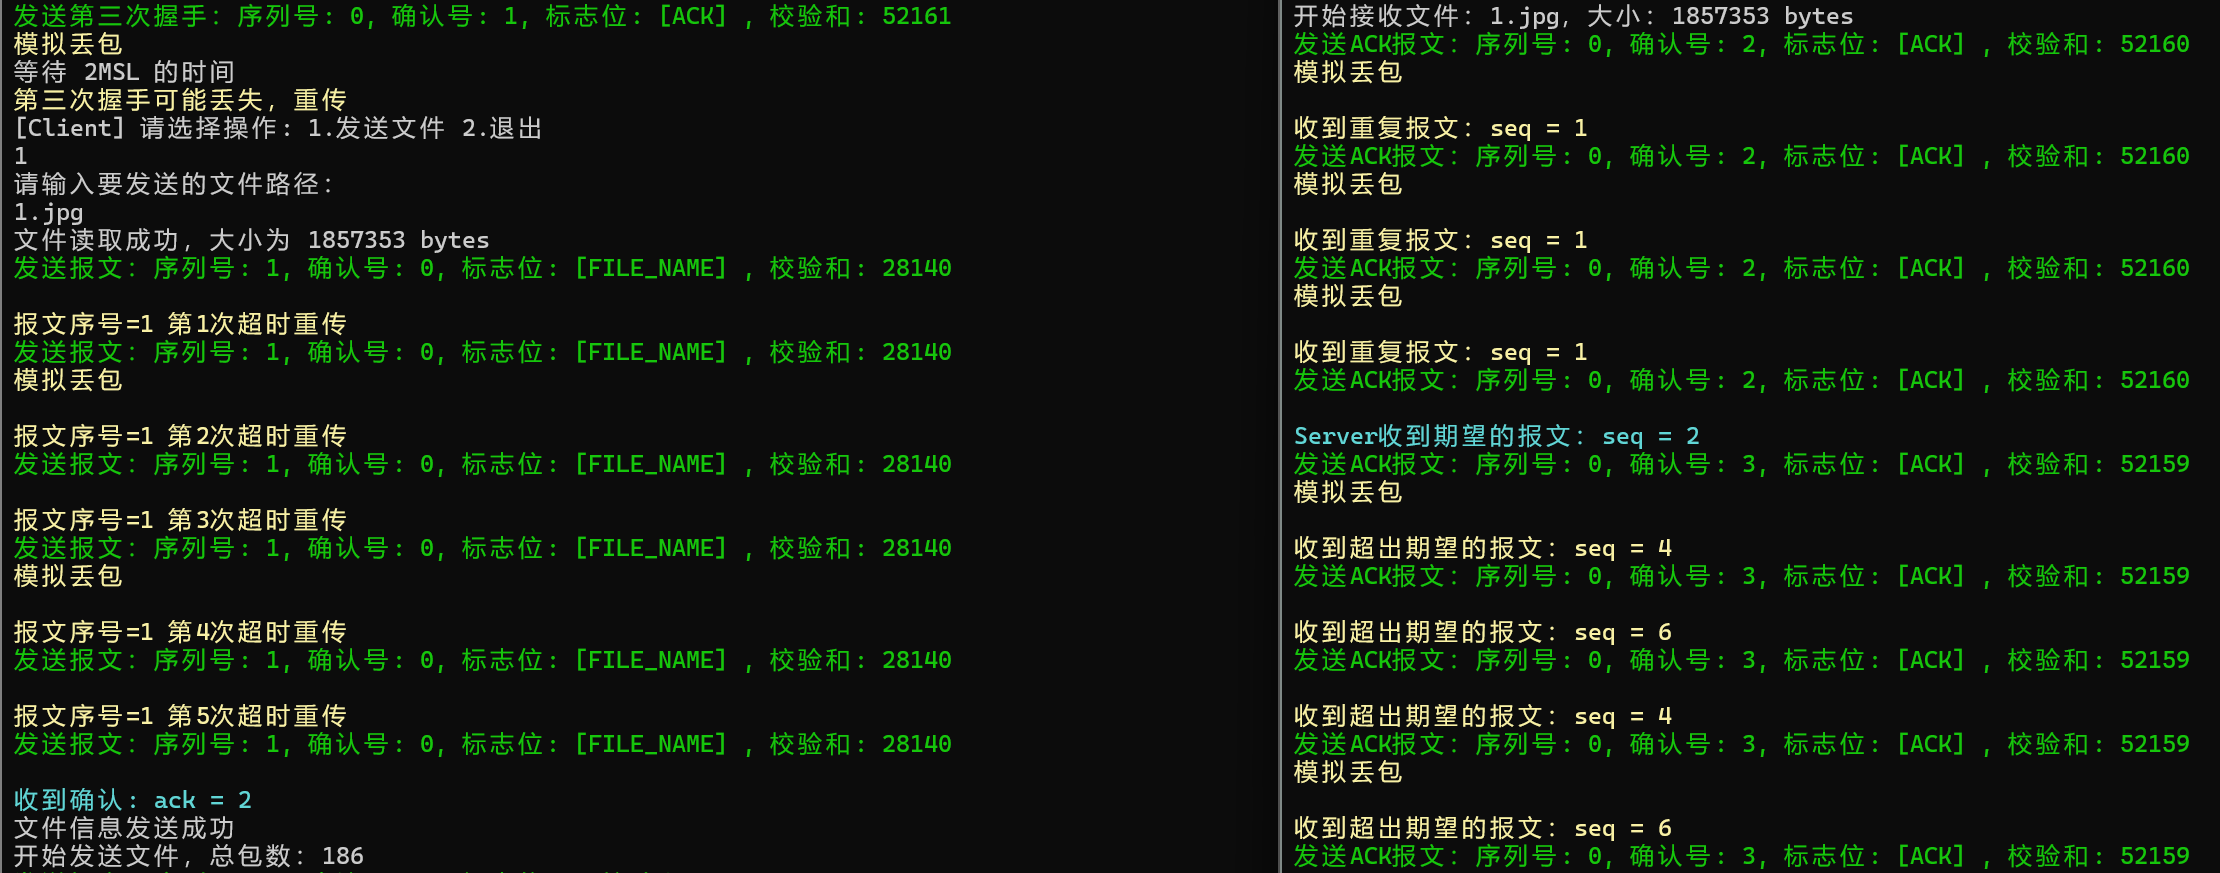 发送第三次握手: 序列号: 0, 确认号: 1, 标志位: [ACK] , 校验和: 52161
模拟丢包
等待 2MSL 的时间
第三次握手可能丢失, 重传
[Client] 请选择操作: 1.发送文件 2.退出
1
请输入要发送的文件路径:
1.jpg
文件读取成功, 大小为 1857353 bytes
发送报文: 序列号: 1, 确认号: 0, 标志位: [FILE_NAME] , 校验和: 28140
报文序号=1 第1次超时重传
发送报文: 序列号: 1, 确认号: 0, 标志位: [FILE_NAME] , 校验和: 28140
模拟丢包
报文序号=1 第2次超时重传
发送报文: 序列号: 1, 确认号: 0, 标志位: [FILE_NAME] , 校验和: 28140
报文序号=1 第3次超时重传
发送报文: 序列号: 1, 确认号: 0, 标志位: [FILE_NAME] , 校验和: 28140
模拟丢包
报文序号=1 第4次超时重传
发送报文: 序列号: 1, 确认号: 0, 标志位: [FILE_NAME] , 校验和: 28140
报文序号=1 第5次超时重传
发送报文: 序列号: 1, 确认号: 0, 标志位: [FILE_NAME] , 校验和: 28140
收到确认: ack = 2
文件信息发送成功
开始发送文件, 总包数: 186
开始接收文件: 1.jpg, 大小: 1857353 bytes
发送ACK报文: 序列号: 0, 确认号: 2, 标志位: [ACK] , 校验和: 52160
模拟丢包
收到重复报文: seq = 1
发送ACK报文: 序列号: 0, 确认号: 2, 标志位: [ACK] , 校验和: 52160
模拟丢包
收到重复报文: seq = 1
发送ACK报文: 序列号: 0, 确认号: 2, 标志位: [ACK] , 校验和: 52160
模拟丢包
收到重复报文: seq = 1
发送ACK报文: 序列号: 0, 确认号: 2, 标志位: [ACK] , 校验和: 52160
Server收到期望的报文: seq = 2
发送ACK报文: 序列号: 0, 确认号: 3, 标志位: [ACK] , 校验和: 52159
模拟丢包
收到超出期望的报文: seq = 4
发送ACK报文: 序列号: 0, 确认号: 3, 标志位: [ACK] , 校验和: 52159
收到超出期望的报文: seq = 6
发送ACK报文: 序列号: 0, 确认号: 3, 标志位: [ACK] , 校验和: 52159
收到超出期望的报文: seq = 4
发送ACK报文: 序列号: 0, 确认号: 3, 标志位: [ACK] , 校验和: 52159
模拟丢包
收到超出期望的报文: seq = 6
发送ACK报文: 序列号: 0, 确认号: 3, 标志位: [ACK] , 校验和: 52159